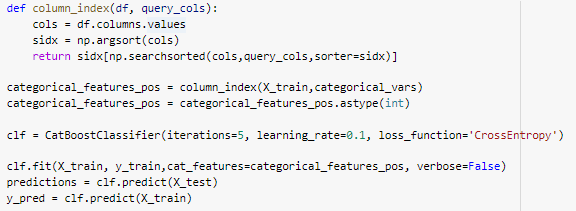 def column_index(df, query_cols):
    cols = df.columns.values
    sidx = np.argsort(cols)
    return sidx[np.searchsorted(cols,query_cols,sorter=sidx)]

categorical_features_pos = column_index(X_train,categorical_vars)
categorical_features_pos = categorical_features_pos.astype(int)

clf = CatBoostClassifier(iterations=5, learning_rate=0.1, loss_function='CrossEntropy')

clf.fit(X_train, y_train,cat_features=categorical_features_pos, verbose=False)
predictions = clf.predict(X_test)
y_pred = clf.predict(X_train)